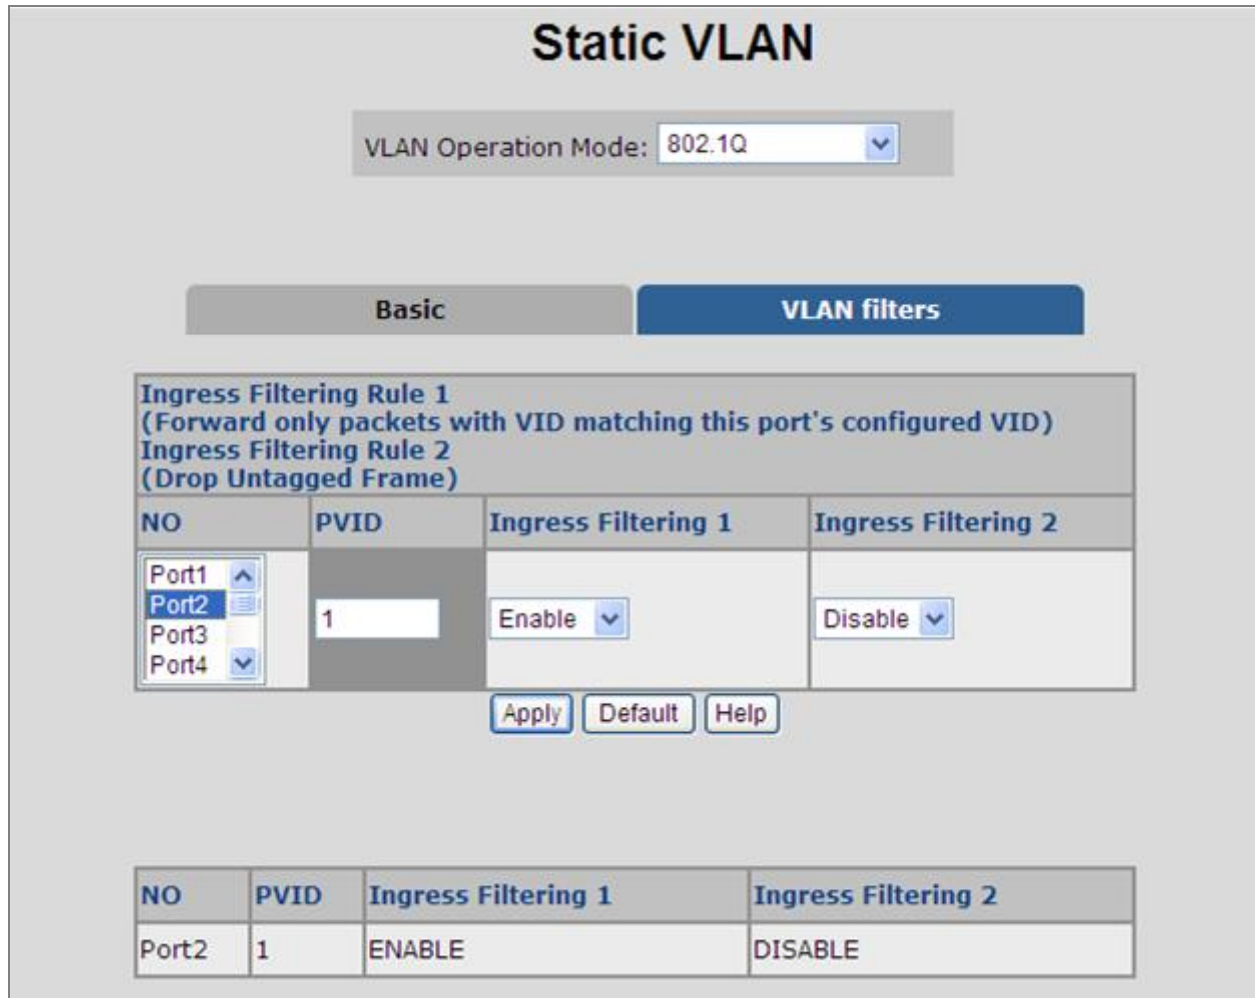 Static VLAN
VLAN Operation Mode: 802.1Q
Basic VLAN filters
Ingress Filtering Rule 1
(Forward only packets with VID matching this port's configured VID)
Ingress Filtering Rule 2
(Drop Untagged Frame)
NO PVID Ingress Filtering 1 Ingress Filtering 2
Port1
Port2
Port3
Port4
1 Enable Disable
Apply Default Help
NO PVID Ingress Filtering 1 Ingress Filtering 2
Port2 1 ENABLE DISABLE